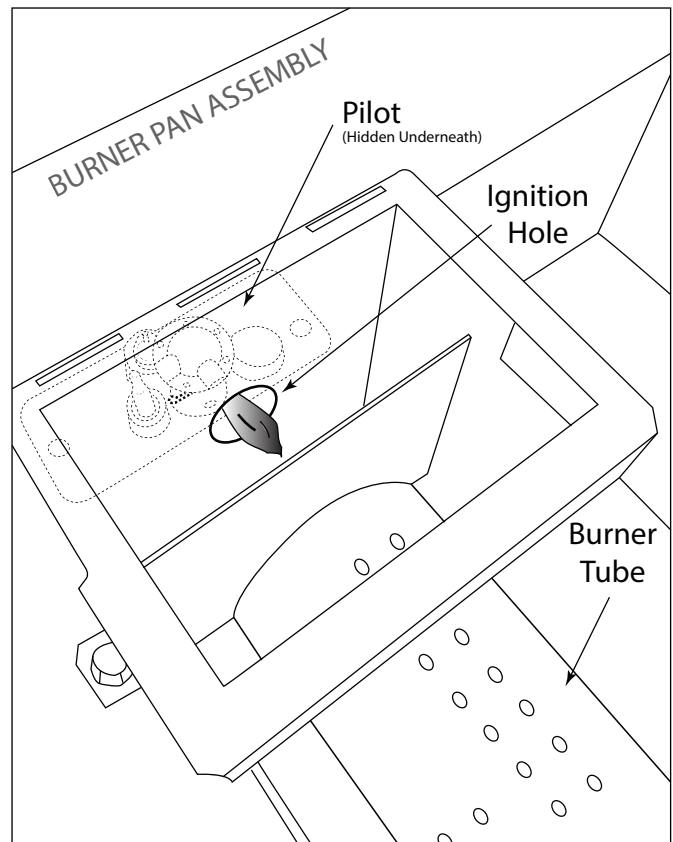 BURNER PAN ASSEMBLY
Pilot
(Hidden Underneath)
Ignition
Hole
Burner
Tube